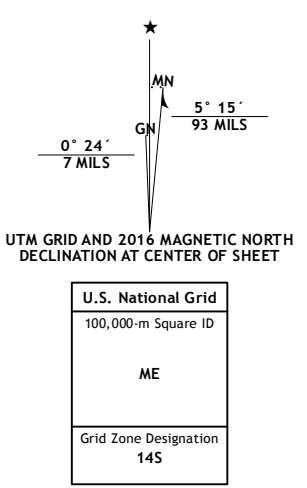 ★
MN
5° 15´
93 MILS
GN
0° 24´
7 MILS
UTM GRID AND 2016 MAGNETIC NORTH
DECLINATION AT CENTER OF SHEET
U.S. National Grid
100,000-m Square ID
ME
Grid Zone Designation
14S